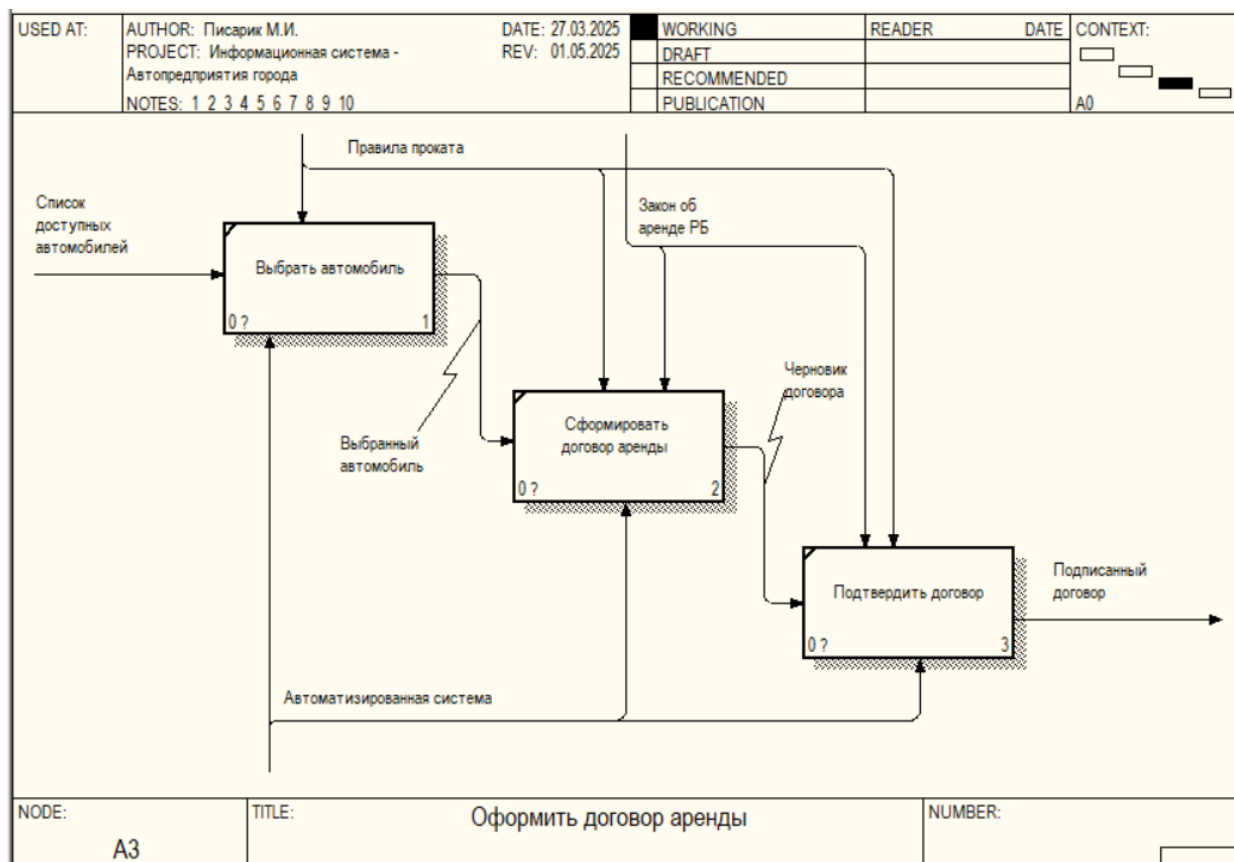 USED AT:
AUTHOR: Писарик М.И.
DATE: 27.03.2025
PROJECT: Информационная система -
Автопредприятия города
REV: 01.05.2025
NOTES: 1 2 3 4 5 6 7 8 9 10
WORKING
DRAFT
RECOMMENDED
PUBLICATION
READER
DATE
CONTEXT:
A0
Правила проката
Список
доступных
автомобилей
Закон об
аренде РБ
Выбрать автомобиль
0 ?
1
Черновик
договора
Выбранный
автомобиль
Сформировать
договор аренды
0 ?
2
Подтвердить договор
0 ?
3
Подписанный
договор
Автоматизированная система
NODE:
A3
TITLE:
Оформить договор аренды
NUMBER: